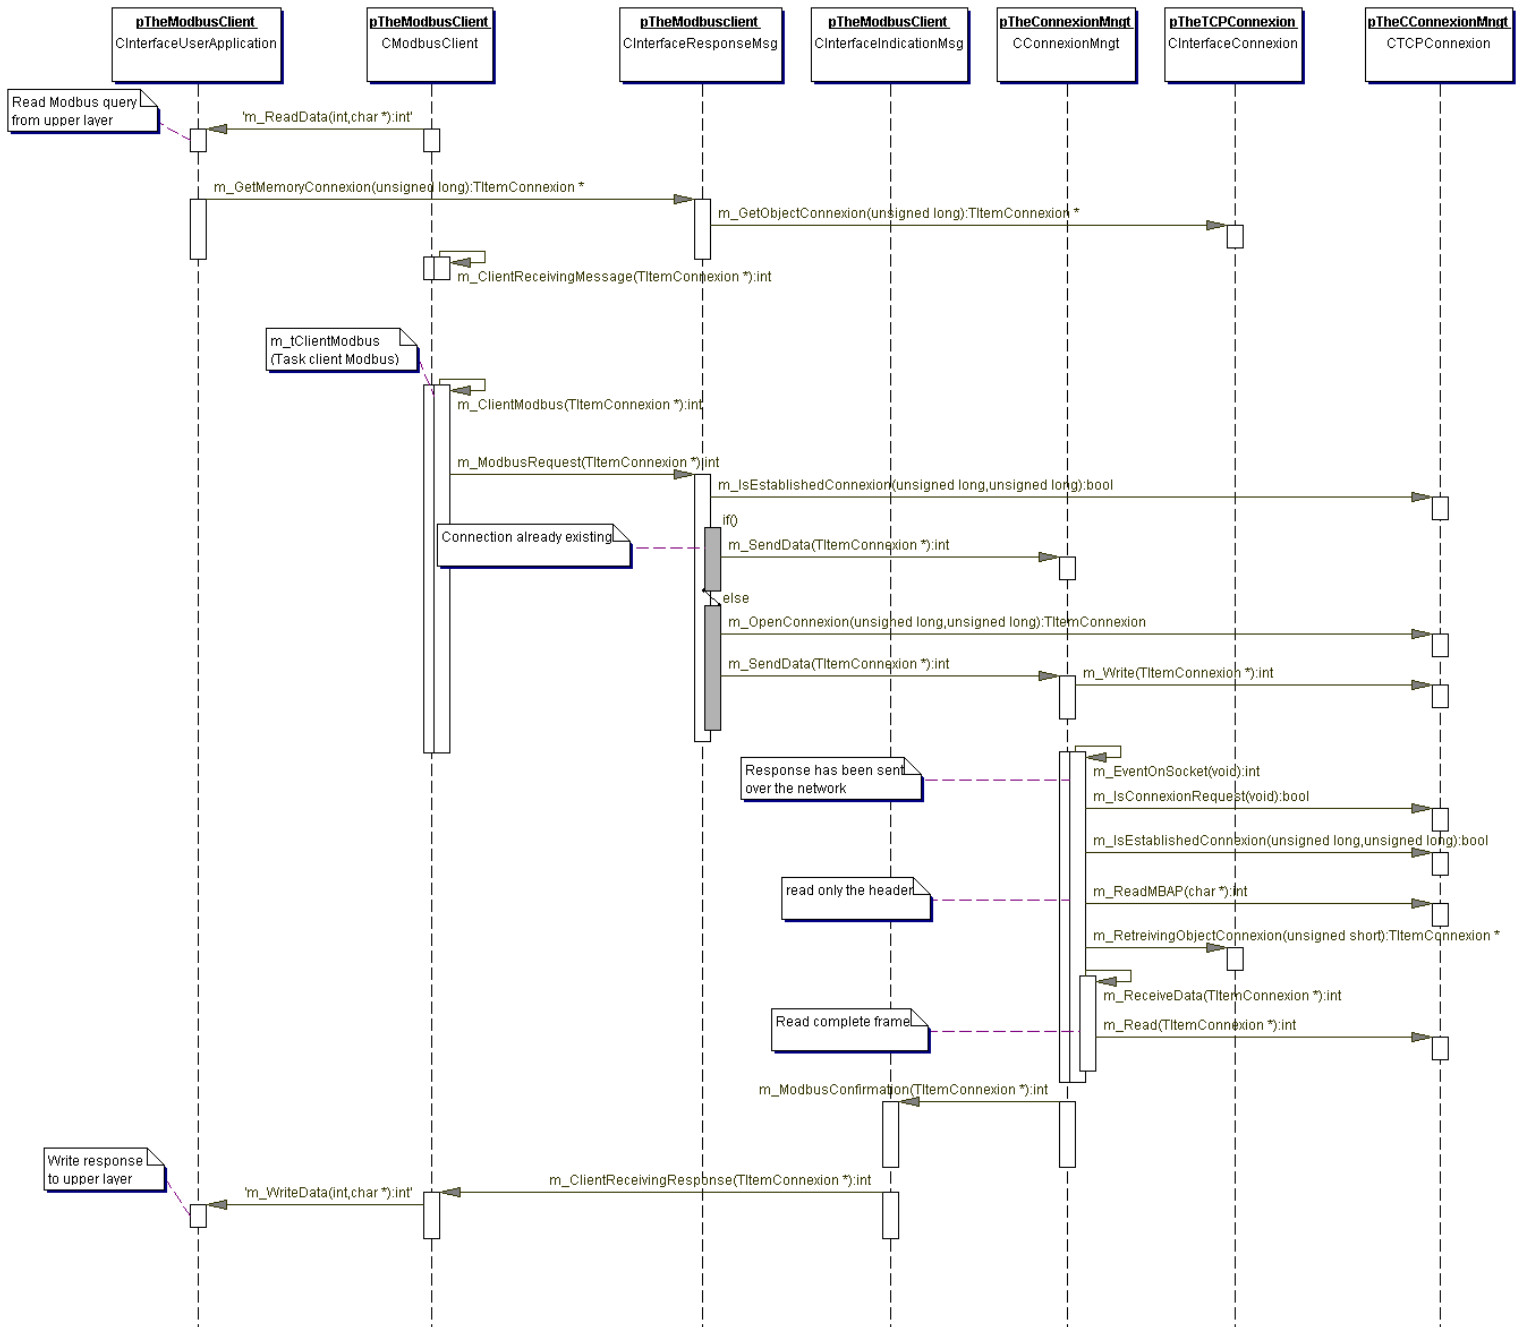 pTheModbusClient
CInterfaceUserApplication
pTheModbusClient
CModbusClient
pTheModbusclient
CInterfaceResponseMsg
pTheModbusClient
CInterfaceIndicationMsg
pTheConnexionMngt
CConnexionMngt
pTheTCPConnexion
CInterfaceConnexion
pTheCConnexionMngt
CTCPConnexion
Read Modbus query
from upper layer
'm_ReadData(int,char *):int'
m_GetMemoryConnexion(unsigned long):TItemConnexion *
m_GetObjectConnexion(unsigned long):TItemConnexion *
m_ClientReceivingMessage(TItemConnexion *):int
m_tClientModbus
(Task client Modbus)
m_ClientModbus(TItemConnexion *):int
m_ModbusRequest(TItemConnexion *):int
m_IsEstablishedConnexion(unsigned long,unsigned long):bool
if()
Connection already existing
m_SendData(TItemConnexion *):int
else
m_OpenConnexion(unsigned long,unsigned long):TItemConnexion
m_SendData(TItemConnexion *):int
m_Write(TItemConnexion *):int
Response has been sent
over the network
m_EventOnSocket(void):int
m_IsConnexionRequest(void):bool
m_IsEstablishedConnexion(unsigned long,unsigned long):bool
read only the header
m_ReadMBAP(char *):int
m_RetreivingObjectConnexion(unsigned short):TItemConnexion *
m_ReceiveData(TItemConnexion *):int
Read complete frame
m_Read(TItemConnexion *):int
m_ModbusConfirmation(TItemConnexion *):int
Write response
to upper layer
m_ClientReceivingResponse(TItemConnexion *):int
'm_WriteData(int,char *):int'